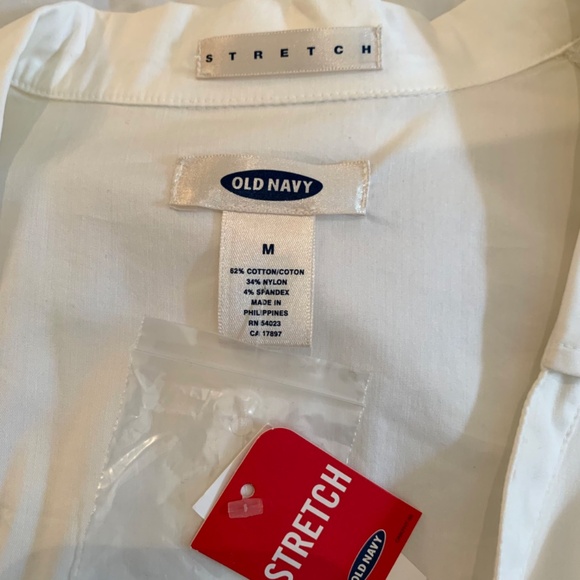 STRETCH
OLD NAVY
M
62% COTTON/COTON
34% NYLON
4% SPANDEX
MADE IN
PHILIPPINES
RN 54023
CA 17897
STRETCH
OLD NAVY